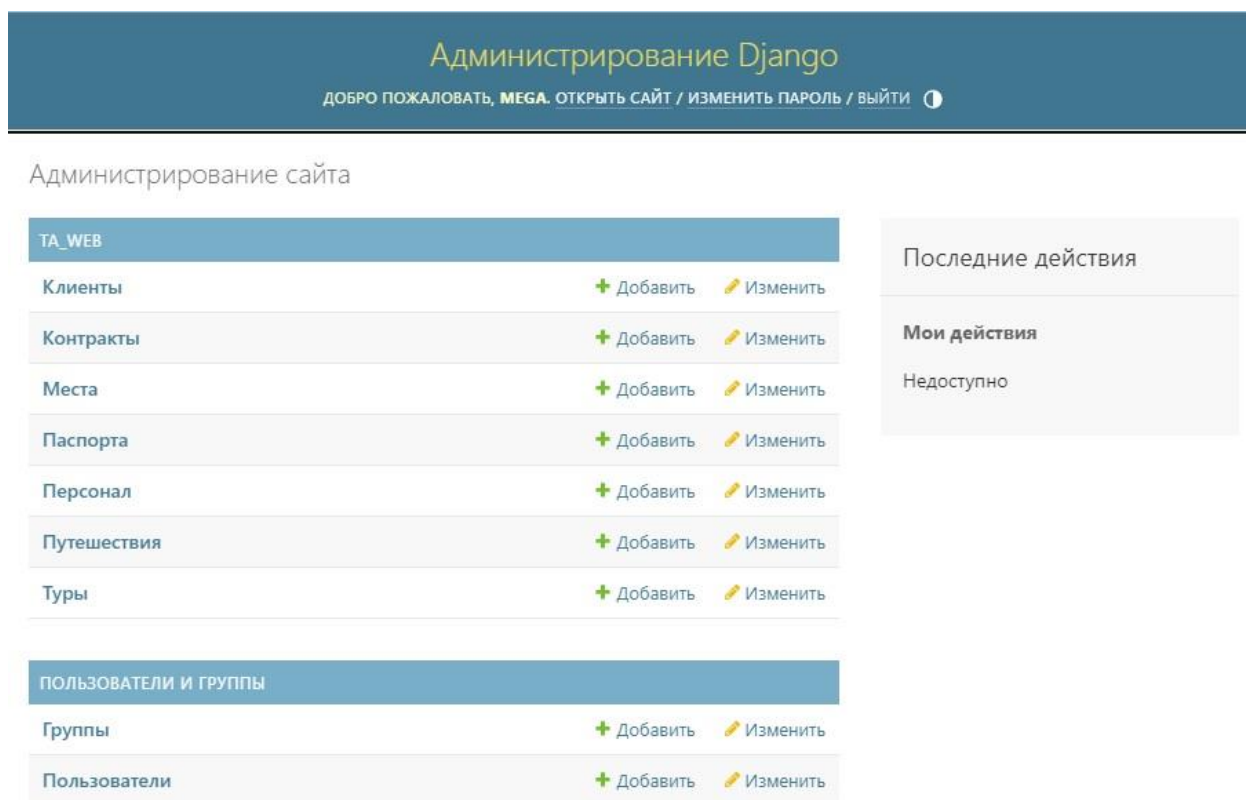 Администрирование Django
ДОБРО ПОЖАЛОВАТЬ, MEGA. ОТКРЫТЬ САЙТ / ИЗМЕНИТЬ ПАРОЛЬ / ВЫЙТИ
Администрирование сайта
TA_WEB
Клиенты Добавить Изменить
Контракты Добавить Изменить
Места Добавить Изменить
Паспорта Добавить Изменить
Персонал Добавить Изменить
Путешествия Добавить Изменить
Туры Добавить Изменить
ПОЛЬЗОВАТЕЛИ И ГРУППЫ
Группы Добавить Изменить
Пользователи Добавить Изменить
Последние действия
Мои действия
Недоступно